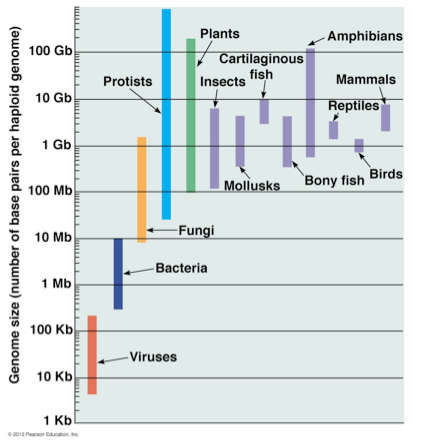 Genome size (number of base pairs per haploid genome)
100 Gb
10 Gb
1 Gb
100 Mb
10 Mb
1 Mb
100 Kb
10 Kb
1 Kb
Plants
Amphibians
Cartilaginous
fish
Protists
Insects
Mammals
Reptiles
Mollusks
Bony fish
Birds
Fungi
Bacteria
Viruses
© 2012 Pearson Education, Inc.